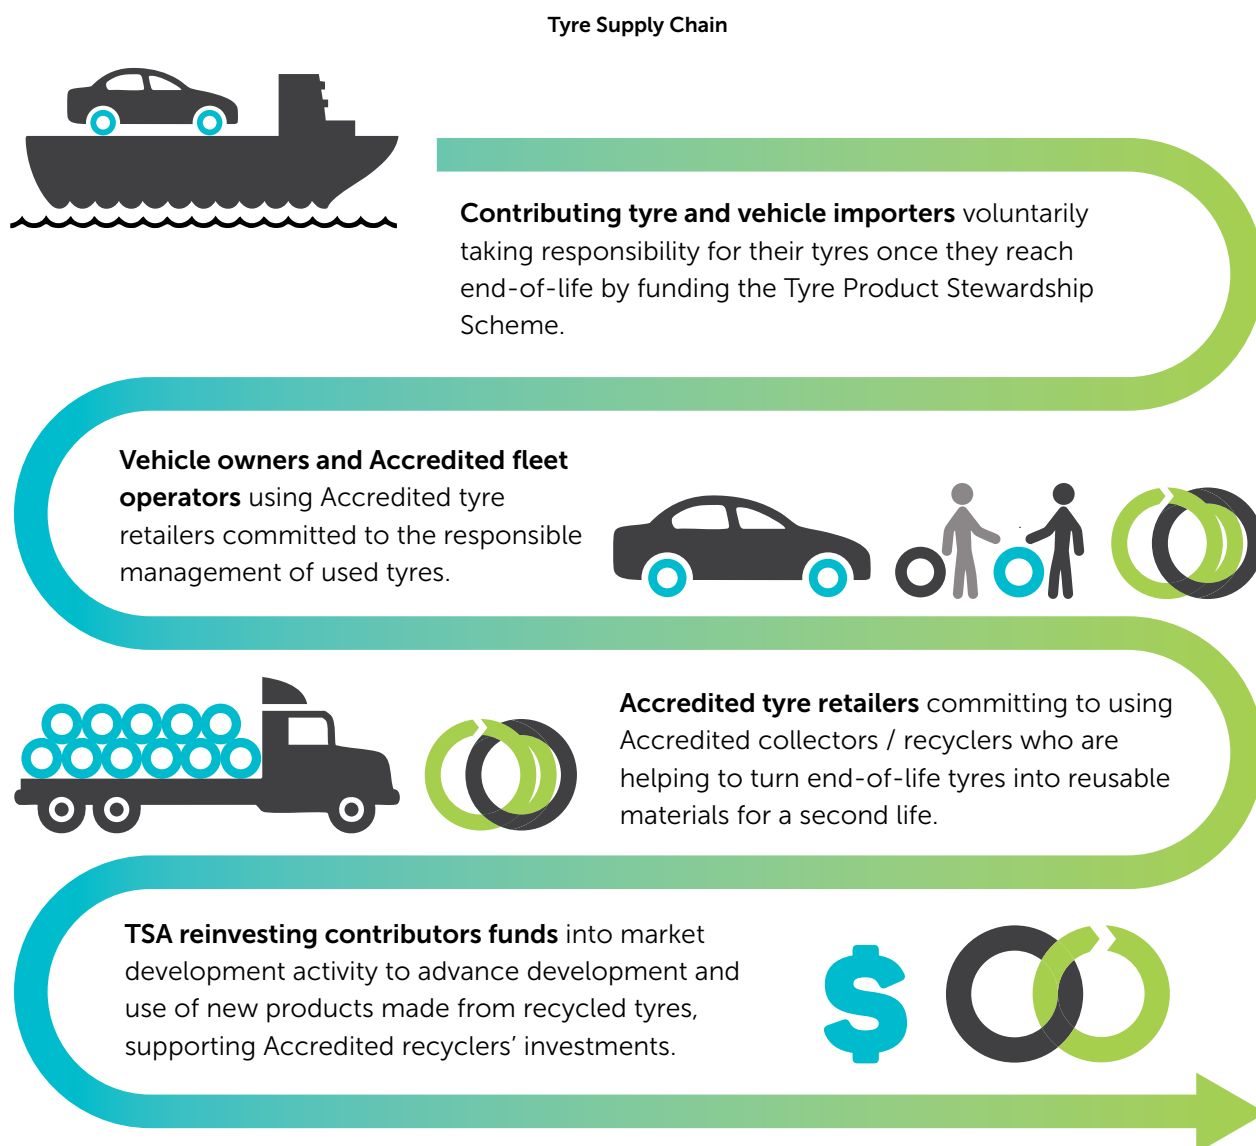 Tyre Supply Chain
Contributing tyre and vehicle importers voluntarily
taking responsibility for their tyres once they reach
end-of-life by funding the Tyre Product Stewardship
Scheme.
Vehicle owners and Accredited fleet
operators using Accredited tyre
retailers committed to the responsible
management of used tyres.
Accredited tyre retailers committing to using
Accredited collectors / recyclers who are
helping to turn end-of-life tyres into reusable
materials for a second life.
TSA reinvesting contributors funds into market
development activity to advance development and
use of new products made from recycled tyres,
supporting Accredited recyclers’ investments.
$